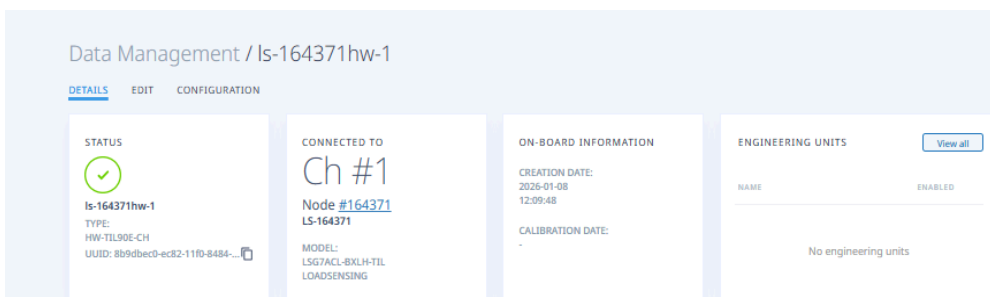 Data Management / ls-164371hw-1
DETAILS EDIT CONFIGURATION
STATUS
ls-164371hw-1
TYPE:
HW-TIL90E-CH
UUID: 8b9dbec0-ec82-11f0-8484-...
CONNECTED TO
Ch #1
Node #164371
LS-164371
MODEL:
LSG7ACL-BXLH-TIL
LOADSENSING
ON-BOARD INFORMATION
CREATION DATE:
2026-01-08
12:09:48
CALIBRATION DATE:
-
ENGINEERING UNITS View all
NAME ENABLED
No engineering units